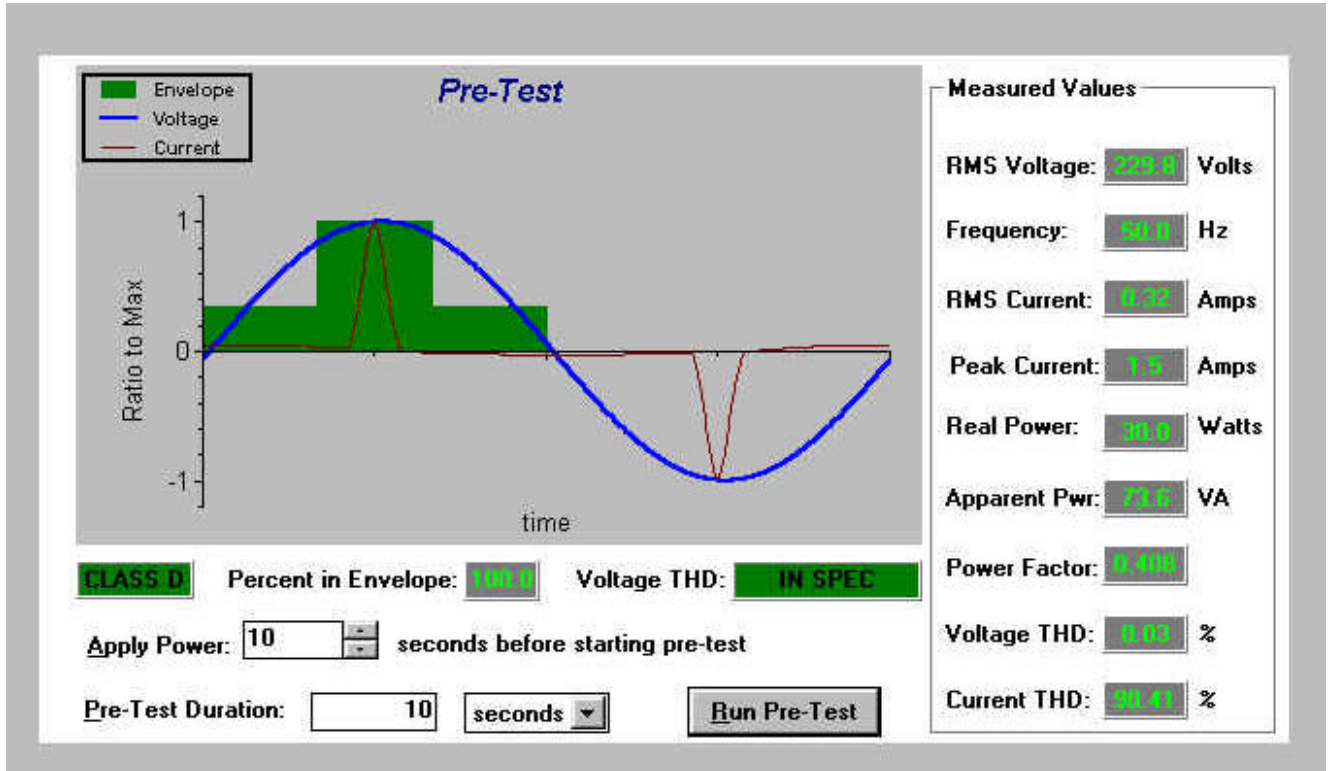 Pre-Test
Envelope
Voltage
Current
Ratio to Max
1
0
-1
time
CLASS D Percent in Envelope: 100.0 Voltage THD: IN SPEC
Apply Power: 10 seconds before starting pre-test
Pre-Test Duration: 10 seconds Run Pre-Test
Measured Values
RMS Voltage: 229.8 Volts
Frequency: 50.0 Hz
RMS Current: 0.32 Amps
Peak Current: 1.5 Amps
Real Power: 30.0 Watts
Apparent Pwr: 73.6 VA
Power Factor: 0.408
Voltage THD: 0.03 %
Current THD: 90.41 %